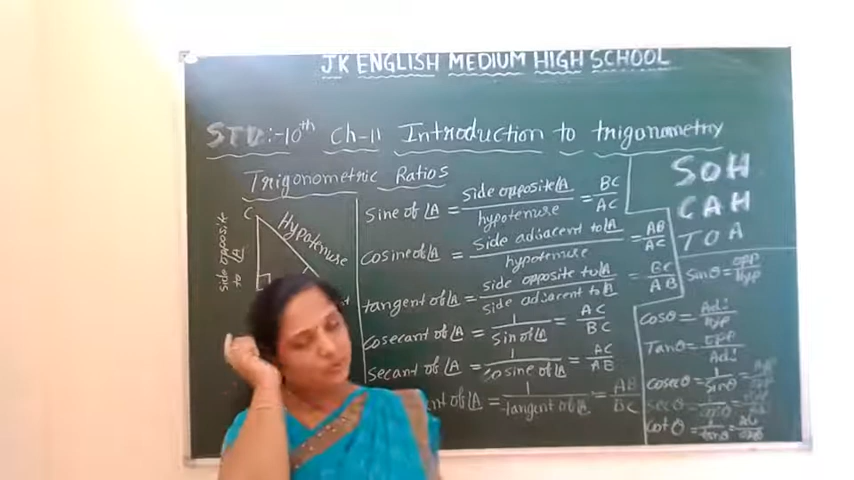 JK ENGLISH MEDIUM HIGH SCHOOL
STD:-10th Ch-11 Introduction to trigonometry
Trigonometric Ratios
C
Hypotenuse
side opposite
to ∠A
Sine of ∠A = side opposite ∠A / hypotenuse = BC / AC
Cosine of ∠A = Side adjacent to ∠A / hypotenuse = AB / AC
tangent of ∠A = side opposite to ∠A / side adjacent to ∠A = BC / AB
Cosecant of ∠A = 1 / Sin of ∠A = AC / BC
Secant of ∠A = 1 / cosine of ∠A = AC / AB
nt of ∠A = 1 / tangent of ∠A = AB / BC
SOH
CAH
TOA
Sinθ = opp / Hyp
Cosθ = Adj / Hyp
Tanθ = opp / Adj
cosecθ = 1 / sinθ =
secθ = 1 /
Cotθ = 1 / tanθ =